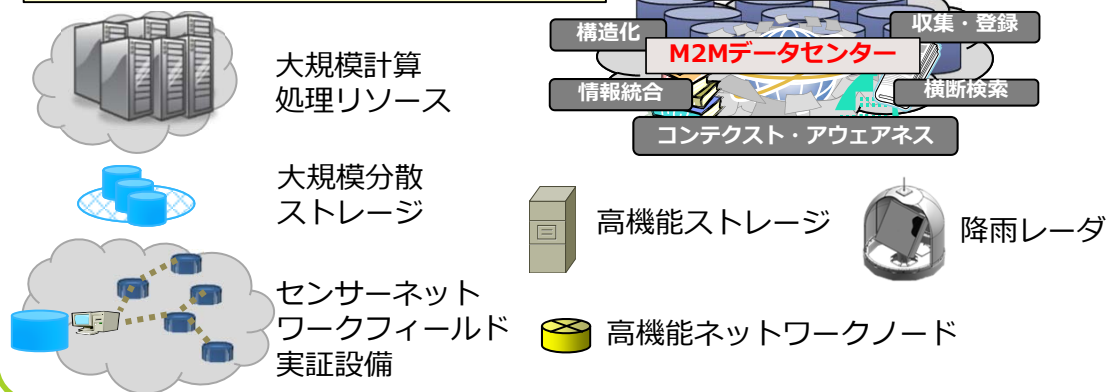 大規模計算
処理リソース
大規模分散
ストレージ
センサーネット
ワークフィールド
実証設備
構造化
収集・登録
M2Mデータセンター
情報統合
横断検索
コンテクスト・アウェアネス
高機能ストレージ
降雨レーダ
高機能ネットワークノード